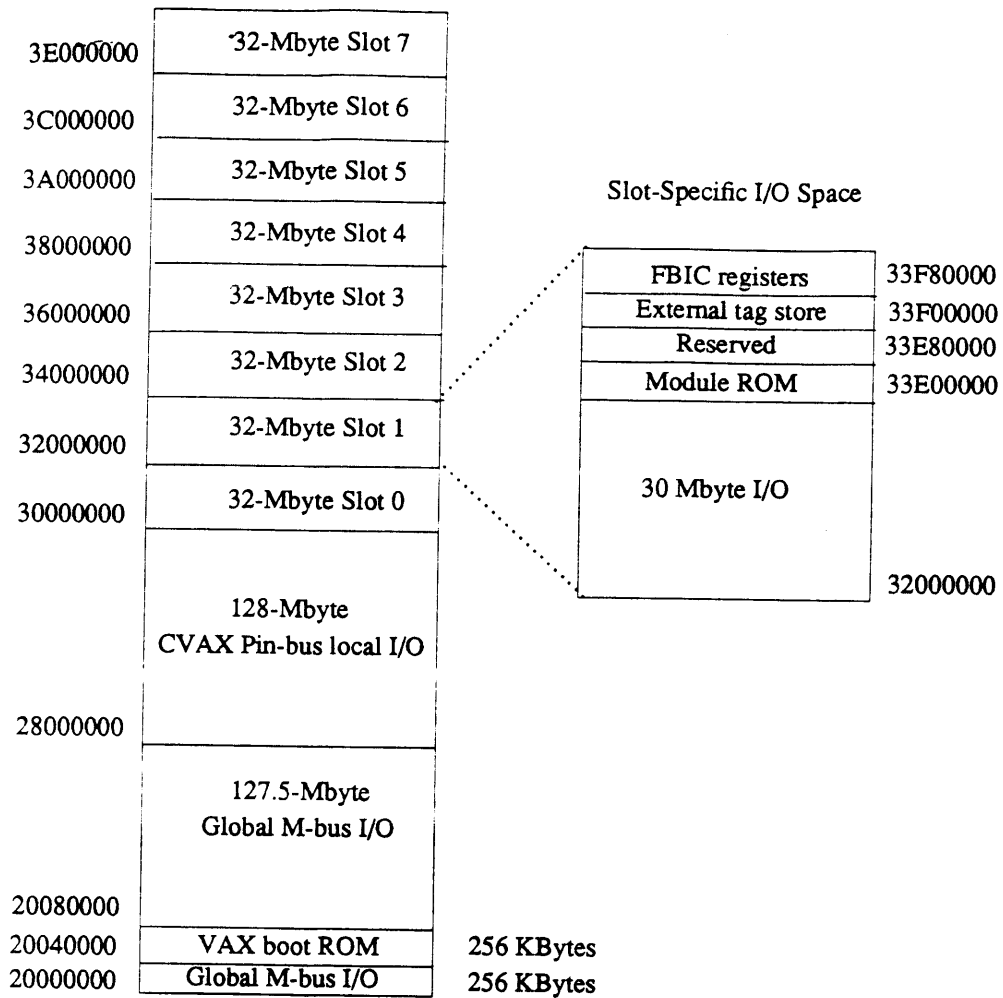 3E000000 32-Mbyte Slot 7
3C000000 32-Mbyte Slot 6
3A000000 32-Mbyte Slot 5
38000000 32-Mbyte Slot 4
36000000 32-Mbyte Slot 3
34000000 32-Mbyte Slot 2
32000000 32-Mbyte Slot 1
30000000 32-Mbyte Slot 0
128-Mbyte
CVAX Pin-bus local I/O
28000000
127.5-Mbyte
Global M-bus I/O
20080000
20040000 VAX boot ROM 256 KBytes
20000000 Global M-bus I/O 256 KBytes
Slot-Specific I/O Space
FBIC registers 33F80000
External tag store 33F00000
Reserved 33E80000
Module ROM 33E00000
30 Mbyte I/O
32000000